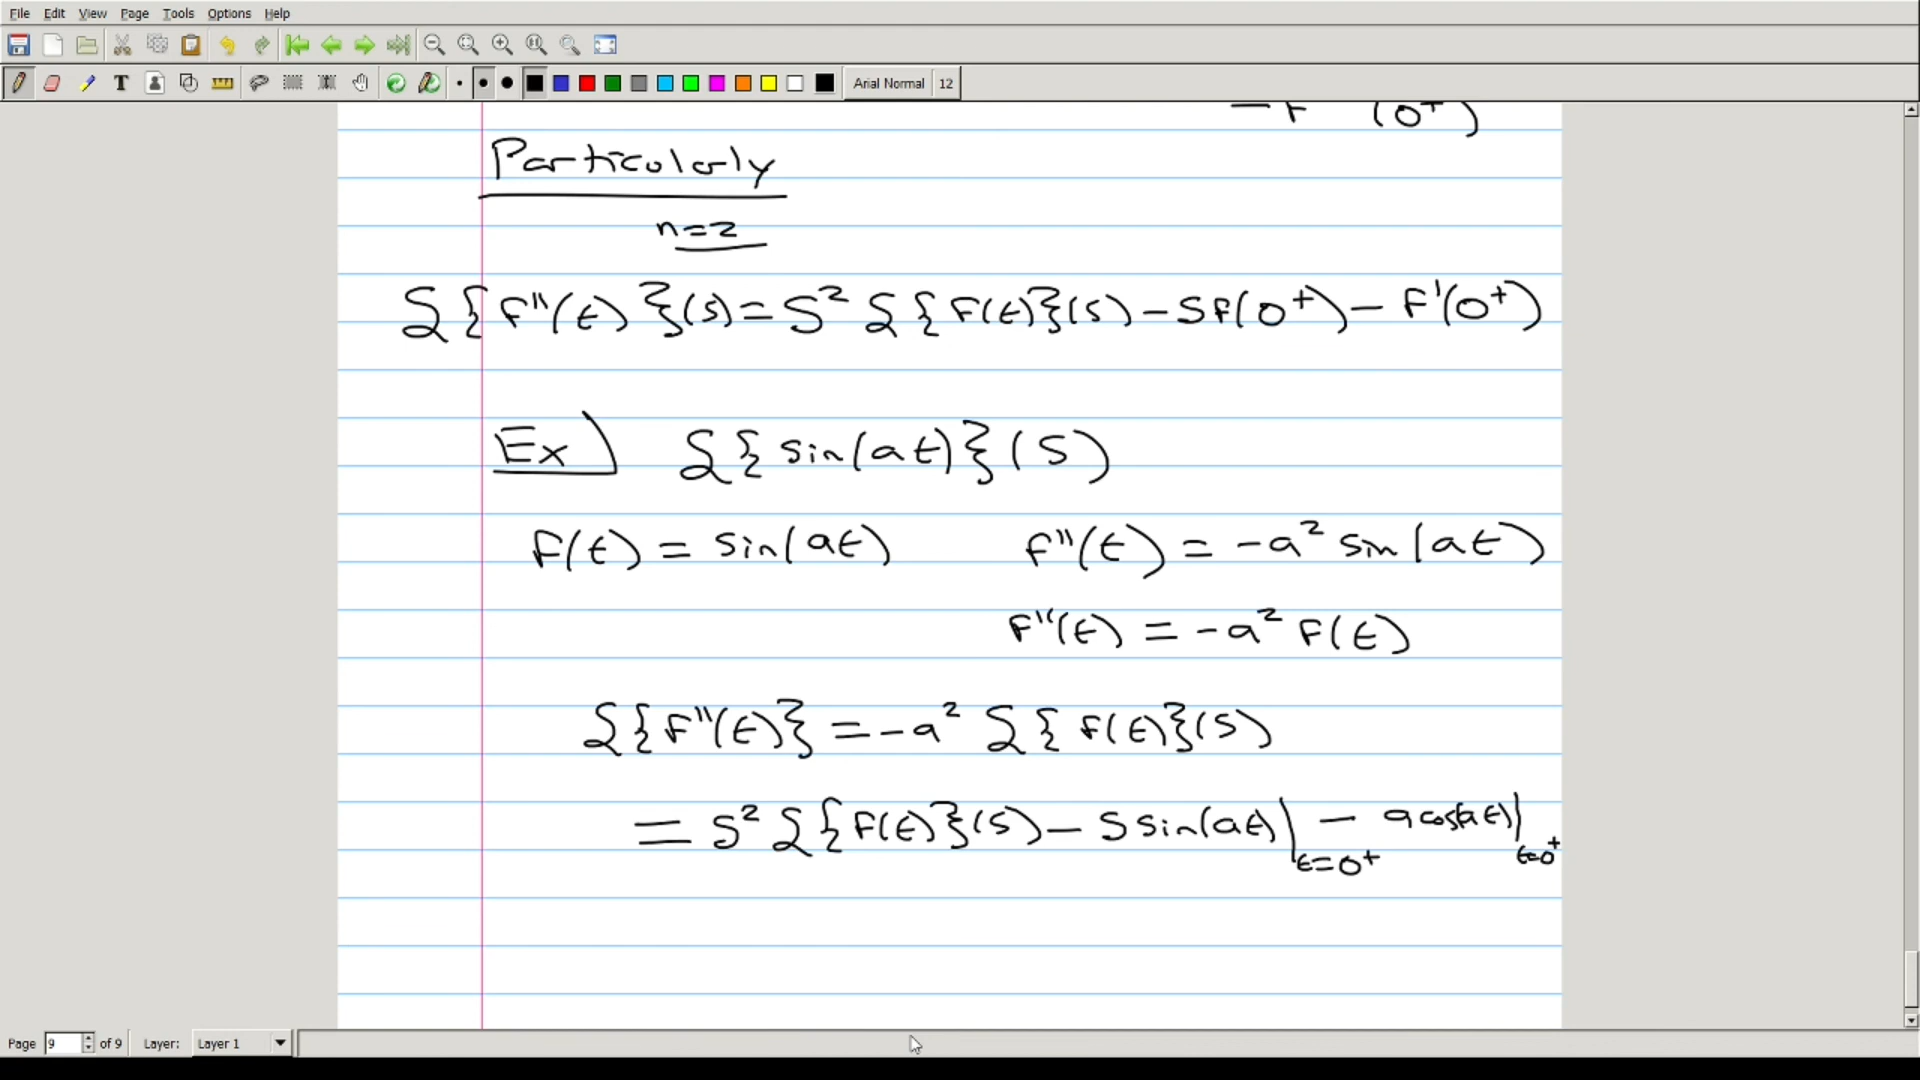 File Edit View Page Tools Options Help
Arial Normal 12
(0⁺)
Particularly
n=2
ℒ{f''(t)}(s)=s² ℒ{f(t)}(s)-sf(0⁺)-f'(0⁺)
Ex) ℒ{sin(at)}(s)
f(t) = sin(at) f''(t) = -a² sin(at)
f''(t) = -a² f(t)
ℒ{f''(t)} = -a² ℒ{f(t)}(s)
= s² ℒ{f(t)}(s) - s sin(at)|t=0⁺ - a cos(at)|t=0⁺
Page 9 of 9 Layer: Layer 1